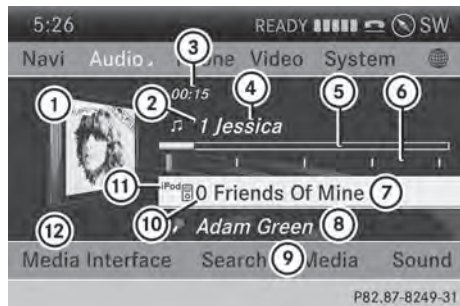 5:26 READY SW
Navi Audio Video System
3
00:15
1 2 4 5 6
♫ 1 Jessica
11 iPod 0 Friends Of Mine 7
10
Adam Green 8
12
Media Interface Search 9 Media Sound
P82.87-8249-31